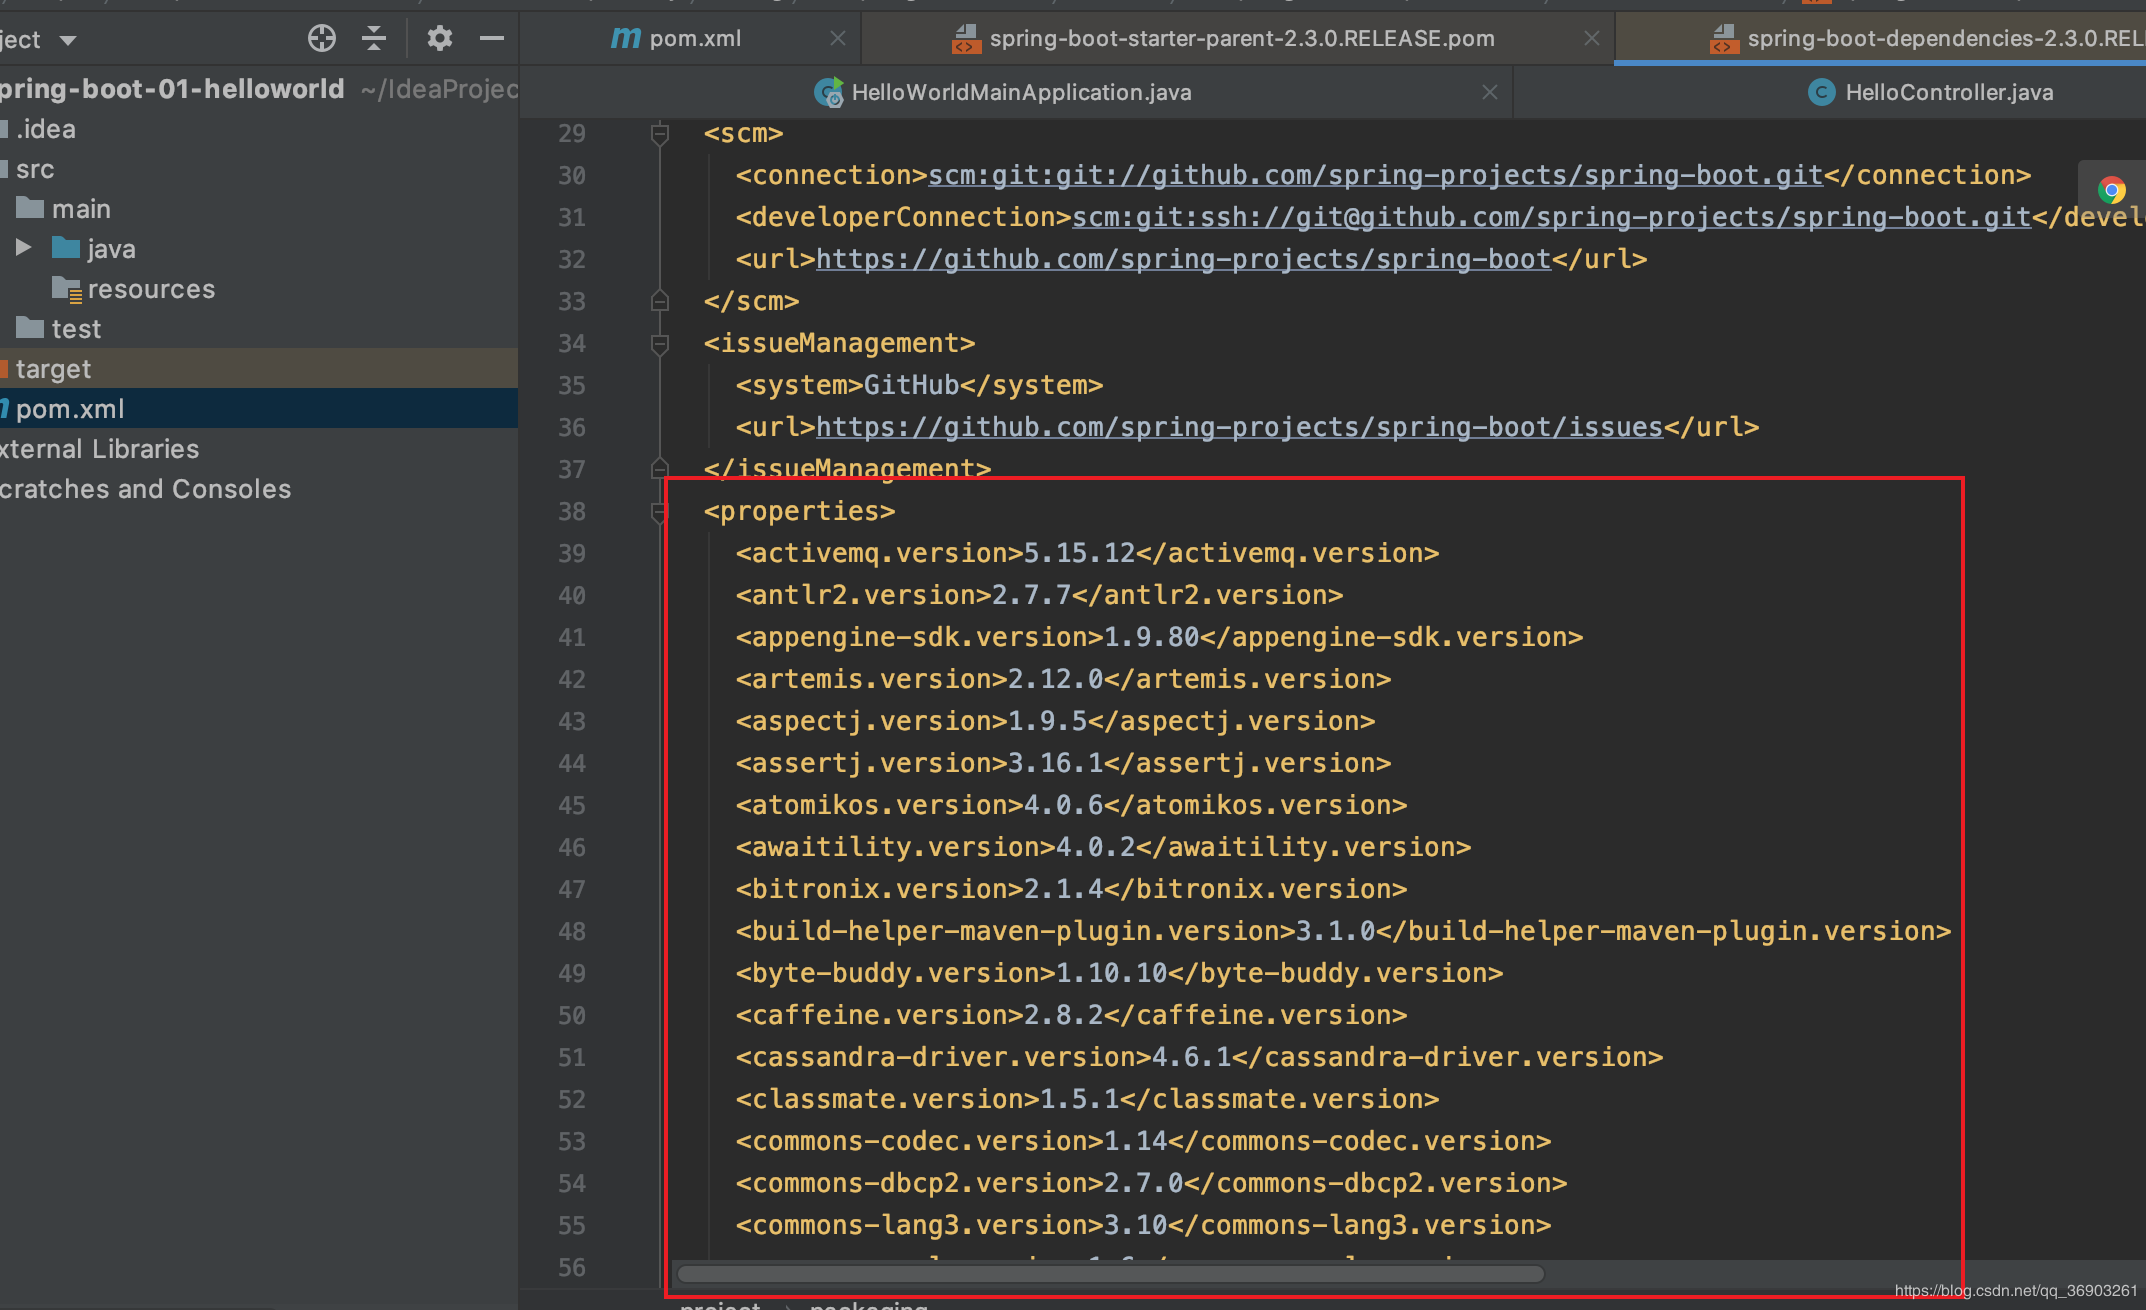 ject
pom.xml
spring-boot-starter-parent-2.3.0.RELEASE.pom
spring-boot-dependencies-2.3.0.REL
pring-boot-01-helloworld ~/IdeaProjec
HelloWorldMainApplication.java
HelloController.java
.idea
src
main
java
resources
test
target
pom.xml
xternal Libraries
cratches and Consoles
29 <scm>
30 <connection>scm:git:git://github.com/spring-projects/spring-boot.git</connection>
31 <developerConnection>scm:git:ssh://git@github.com/spring-projects/spring-boot.git</devel
32 <url>https://github.com/spring-projects/spring-boot</url>
33 </scm>
34 <issueManagement>
35 <system>GitHub</system>
36 <url>https://github.com/spring-projects/spring-boot/issues</url>
37 </issueManagement>
38 <properties>
39 <activemq.version>5.15.12</activemq.version>
40 <antlr2.version>2.7.7</antlr2.version>
41 <appengine-sdk.version>1.9.80</appengine-sdk.version>
42 <artemis.version>2.12.0</artemis.version>
43 <aspectj.version>1.9.5</aspectj.version>
44 <assertj.version>3.16.1</assertj.version>
45 <atomikos.version>4.0.6</atomikos.version>
46 <awaitility.version>4.0.2</awaitility.version>
47 <bitronix.version>2.1.4</bitronix.version>
48 <build-helper-maven-plugin.version>3.1.0</build-helper-maven-plugin.version>
49 <byte-buddy.version>1.10.10</byte-buddy.version>
50 <caffeine.version>2.8.2</caffeine.version>
51 <cassandra-driver.version>4.6.1</cassandra-driver.version>
52 <classmate.version>1.5.1</classmate.version>
53 <commons-codec.version>1.14</commons-codec.version>
54 <commons-dbcp2.version>2.7.0</commons-dbcp2.version>
55 <commons-lang3.version>3.10</commons-lang3.version>
56
project › packaging
https://blog.csdn.net/qq_36903261